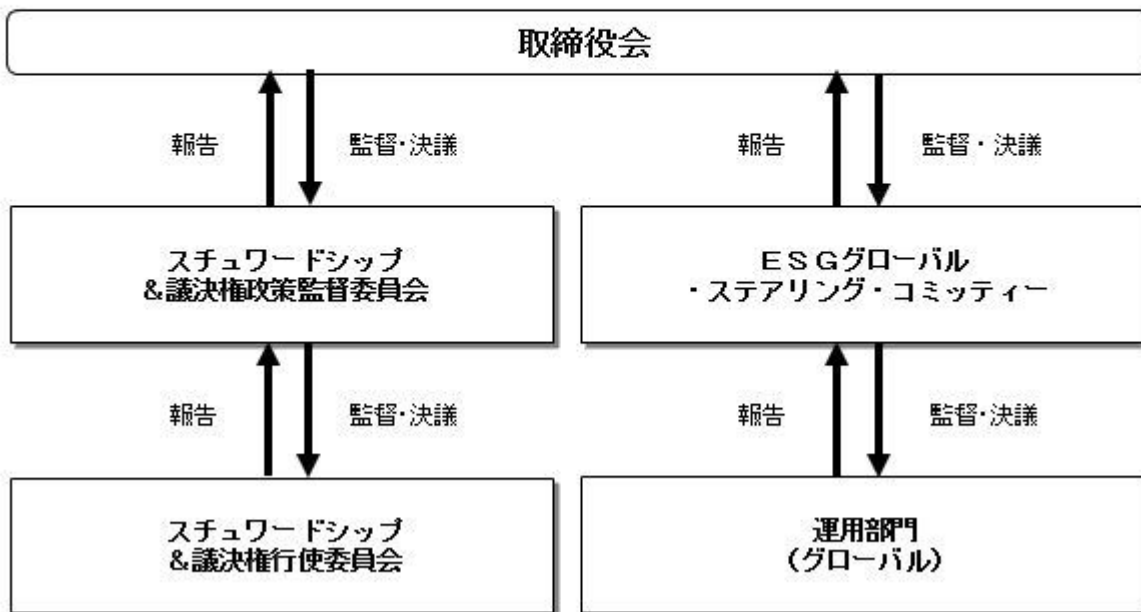 取締役会
報告
監督・決議
報告
監督・決議
スチュワードシップ
&議決権政策監督委員会
ESGグローバル
・ステアリング・コミッティー
報告
監督・決議
報告
監督・決議
スチュワードシップ
&議決権行使委員会
運用部門
(グローバル)